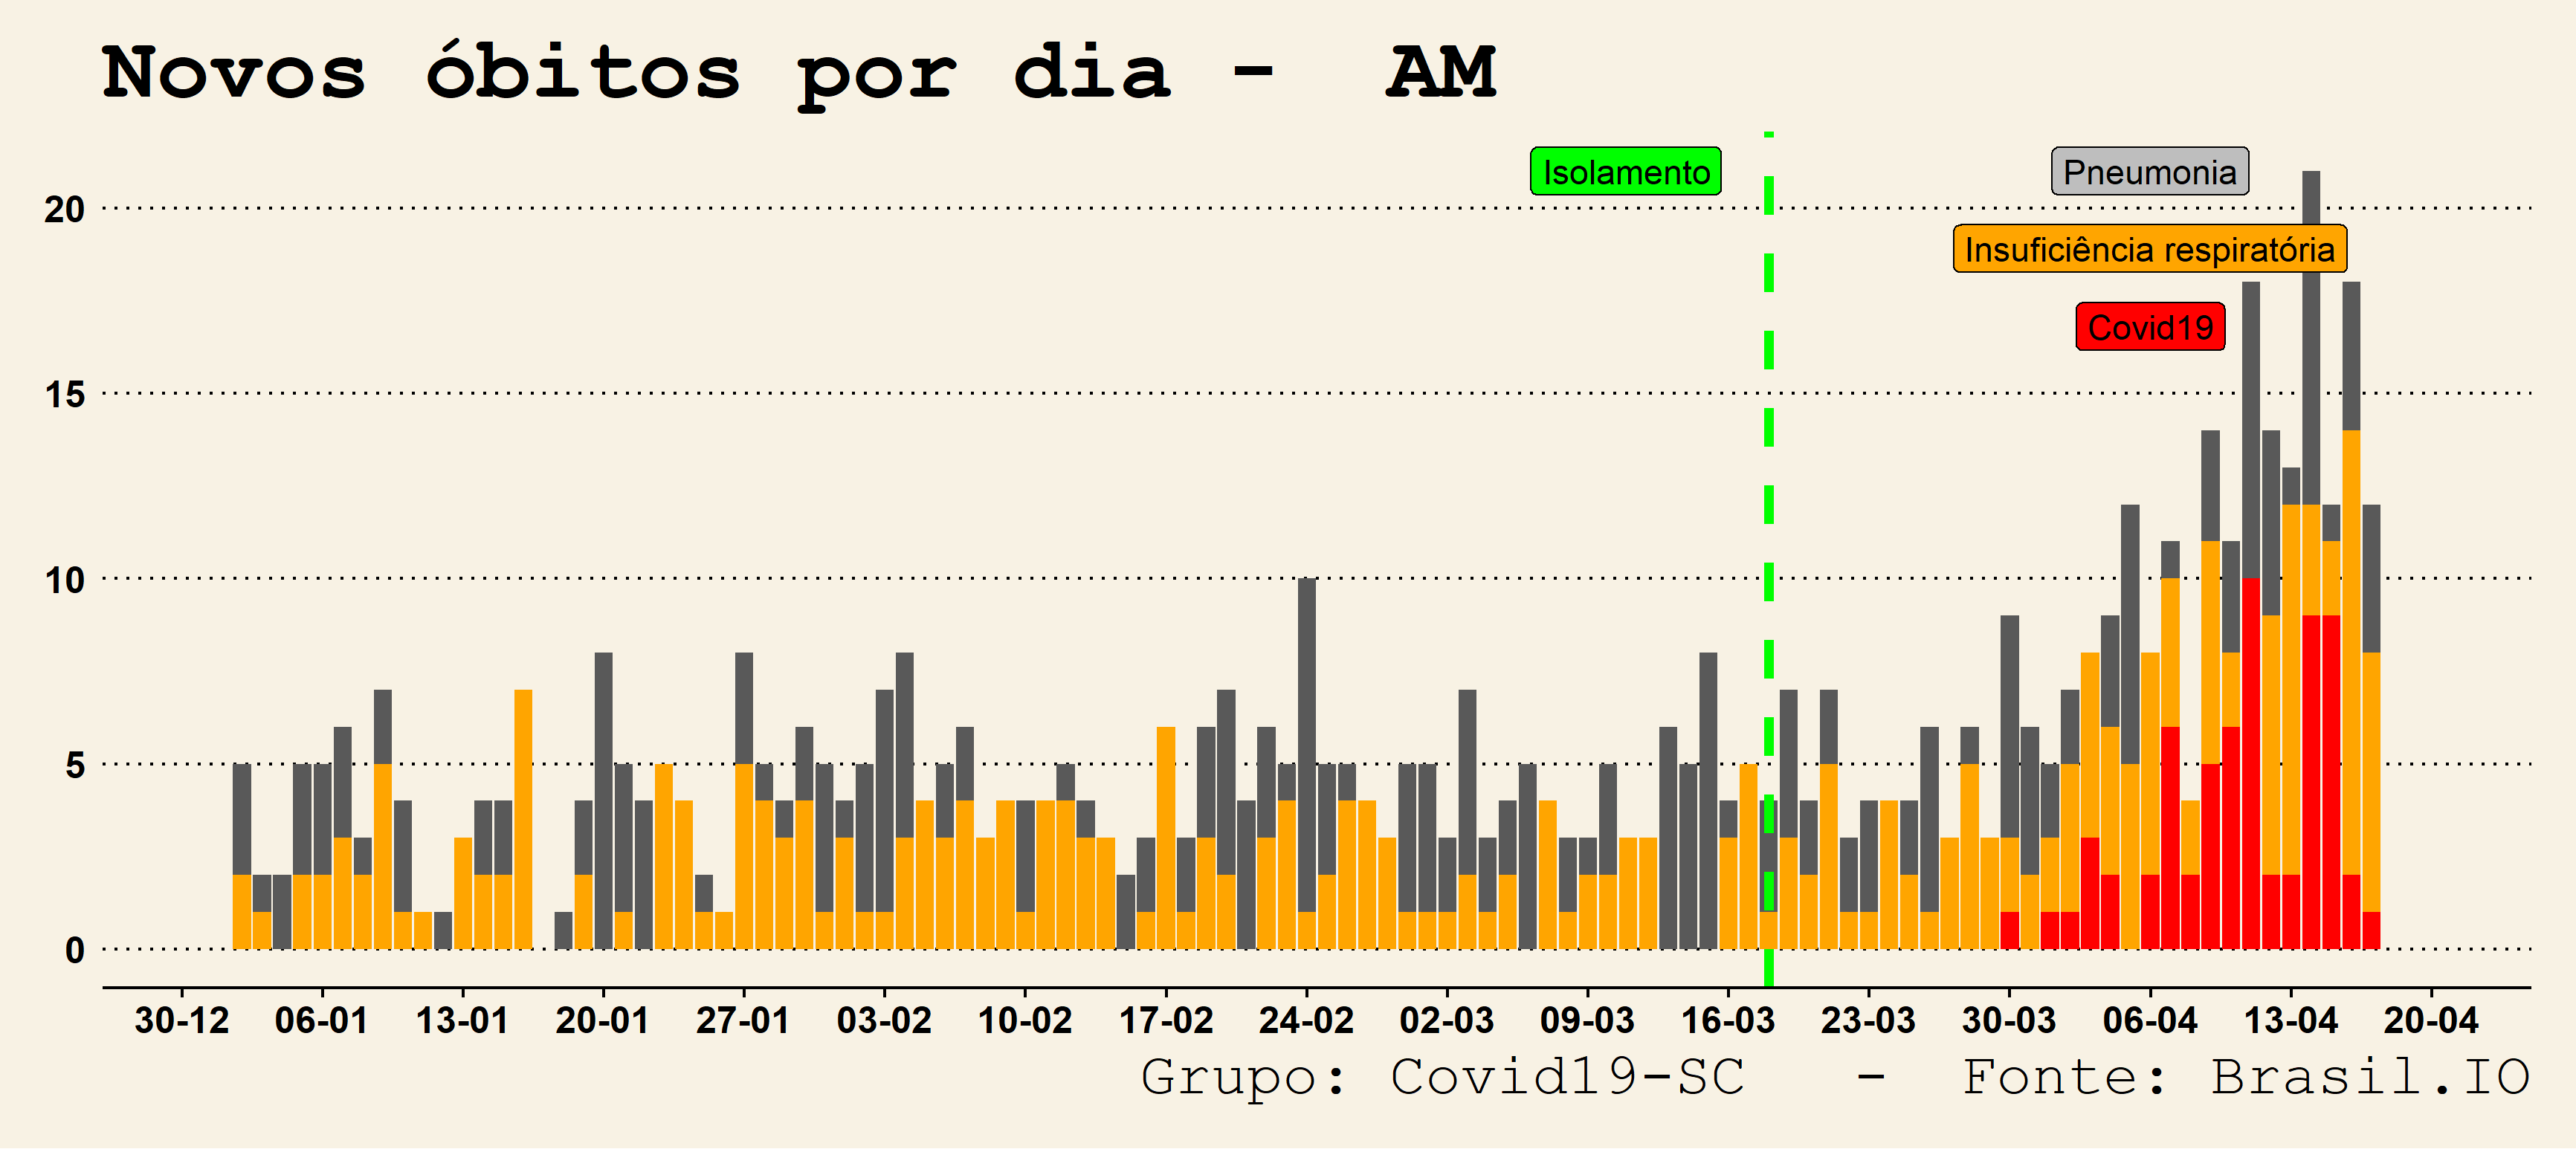 Novos óbitos por dia - AM
Isolamento
Pneumonia
20
Insuficiência respiratória
Covid19
15
10
5
0
30-12 06-01 13-01 20-01 27-01 03-02 10-02 17-02 24-02 02-03 09-03 16-03 23-03 30-03 06-04 13-04 20-04
Grupo: Covid19-SC - Fonte: Brasil.IO